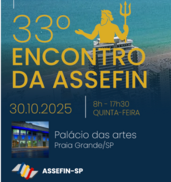 33º
ENCONTRO
DA ASSEFIN
30.10.2025
8h - 17h30
QUINTA-FEIRA
Palácio das artes
Praia Grande/SP
ASSEFIN-SP